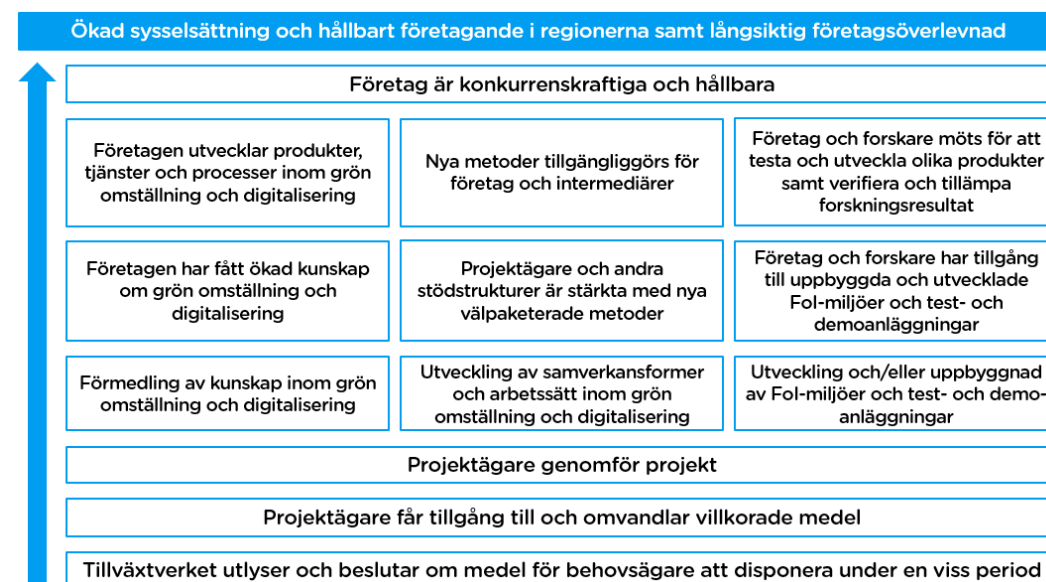 Ökad sysselsättning och hållbart företagande i regionerna samt långsiktig företagsöverlevnad
Företag är konkurrenskraftiga och hållbara
Företagen utvecklar produkter,
tjänster och processer inom grön
omställning och digitalisering
Nya metoder tillgängliggörs för
företag och intermediärer
Företag och forskare möts för att
testa och utveckla olika produkter
samt verifiera och tillämpa
forskningsresultat
Företagen har fått ökad kunskap
om grön omställning och
digitalisering
Projektägare och andra
stödstrukturer är stärkta med nya
välpaketerade metoder
Företag och forskare har tillgång
till uppbyggda och utvecklade
FoI-miljöer och test- och
demoanläggningar
Förmedling av kunskap inom grön
omställning och digitalisering
Utveckling av samverkansformer
och arbetssätt inom grön
omställning och digitalisering
Utveckling och/eller uppbyggnad
av FoI-miljöer och test- och demo-
anläggningar
Projektägare genomför projekt
Projektägare får tillgång till och omvandlar villkorade medel
Tillväxtverket utlyser och beslutar om medel för behovsägare att disponera under en viss period